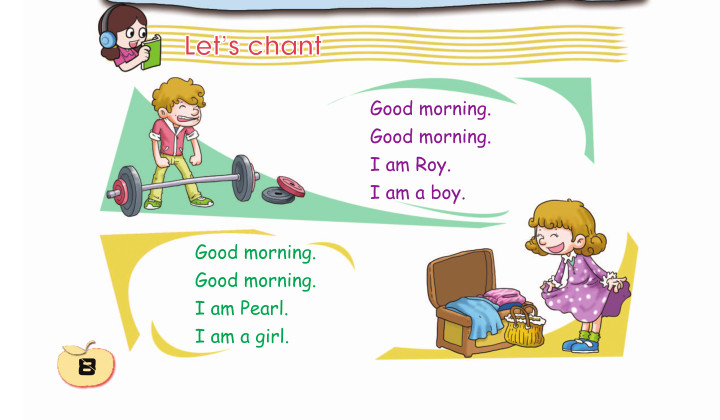 Let's chant
Good morning.
Good morning.
I am Roy.
I am a boy.
Good morning.
Good morning.
I am Pearl.
I am a girl.
8